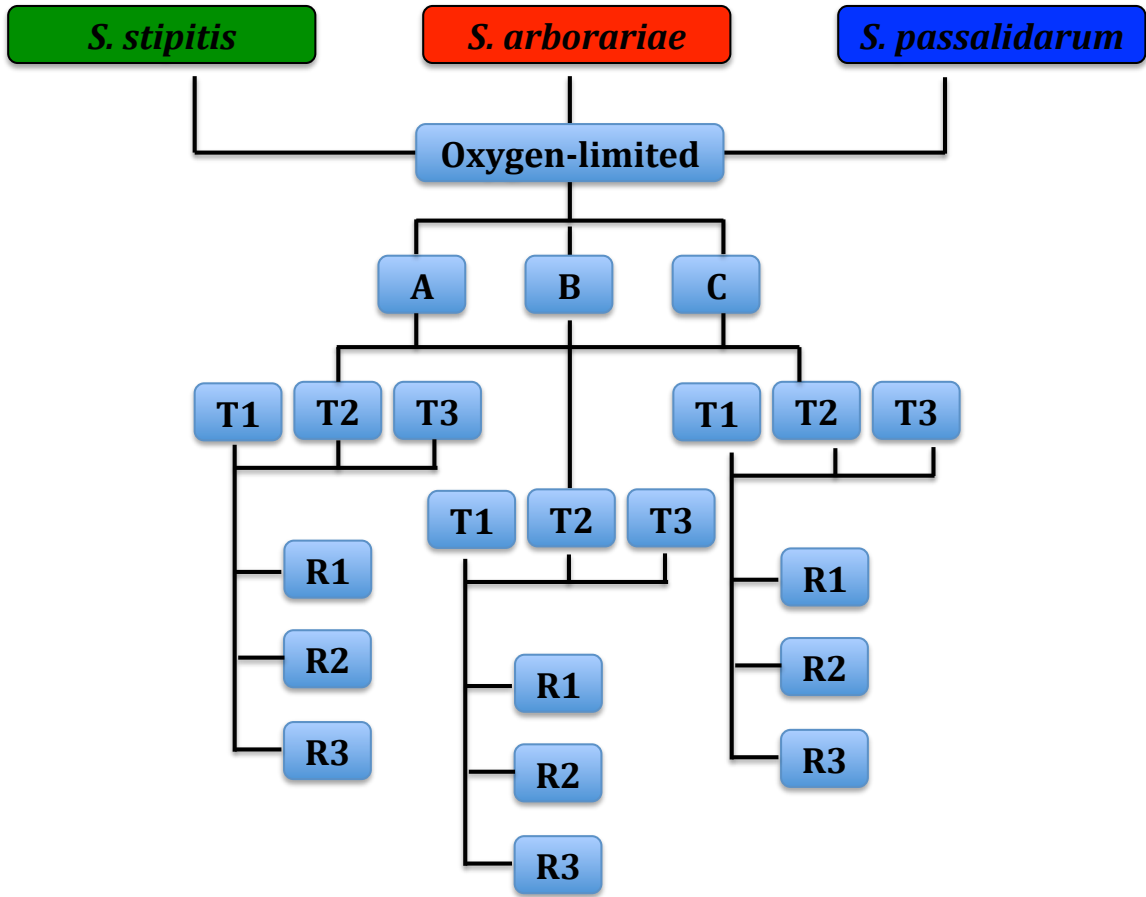 S. stipitis
S. arborariae
S. passalidarum
Oxygen-limited
A
B
C
T1
T2
T3
T1
T2
T3
T1
T2
T3
R1
R2
R3
R1
R2
R3
R1
R2
R3